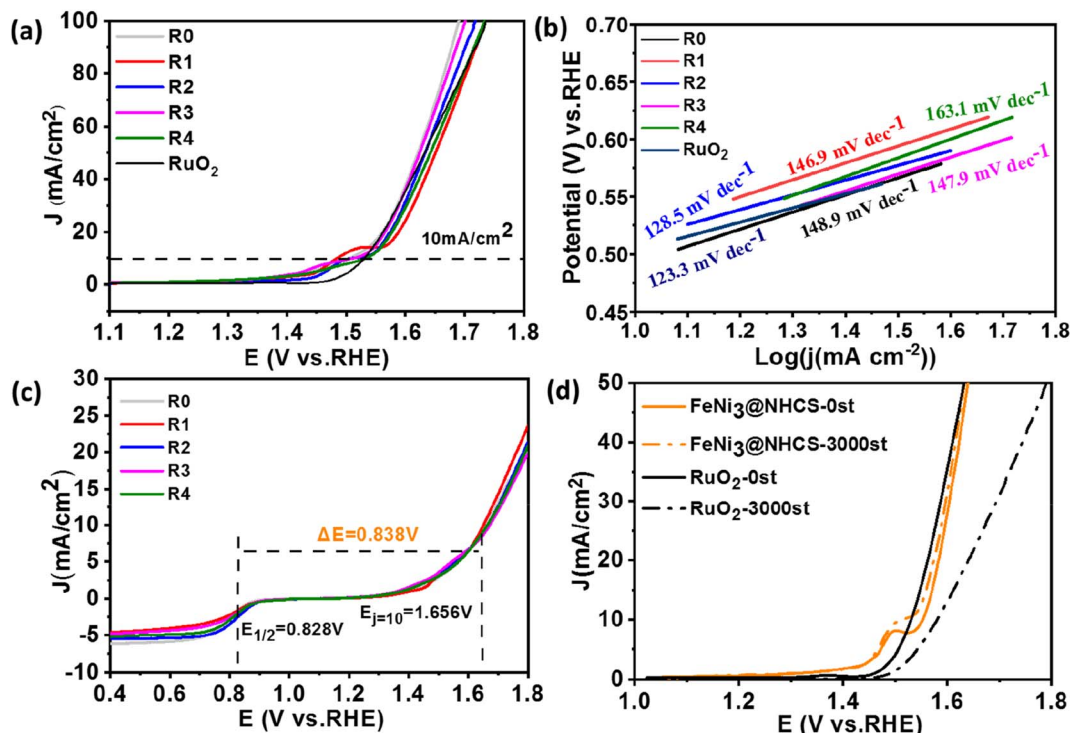 (a)
100
80
60
40
20
0
J (mA/cm²)
R0
R1
R2
R3
R4
RuO₂
10mA/cm²
1.1 1.2 1.3 1.4 1.5 1.6 1.7 1.8
E (V vs.RHE)
(b)
0.70
0.65
0.60
0.55
0.50
0.45
Potential (V) vs.RHE
R0
R1
R2
R3
R4
RuO₂
163.1 mV dec⁻¹
146.9 mV dec⁻¹
128.5 mV dec⁻¹
147.9 mV dec⁻¹
148.9 mV dec⁻¹
123.3 mV dec⁻¹
1.0 1.1 1.2 1.3 1.4 1.5 1.6 1.7 1.8
Log(j(mA cm⁻²))
(c)
30
25
20
15
10
5
0
-5
-10
J(mA/cm²)
R0
R1
R2
R3
R4
ΔE=0.838V
E₁/₂=0.828V
Eⱼ₌₁₀=1.656V
0.4 0.6 0.8 1.0 1.2 1.4 1.6 1.8
E (V vs.RHE)
(d)
50
40
30
20
10
0
J(mA/cm²)
FeNi₃@NHCS-0st
FeNi₃@NHCS-3000st
RuO₂-0st
RuO₂-3000st
1.0 1.2 1.4 1.6 1.8
E (V vs.RHE)